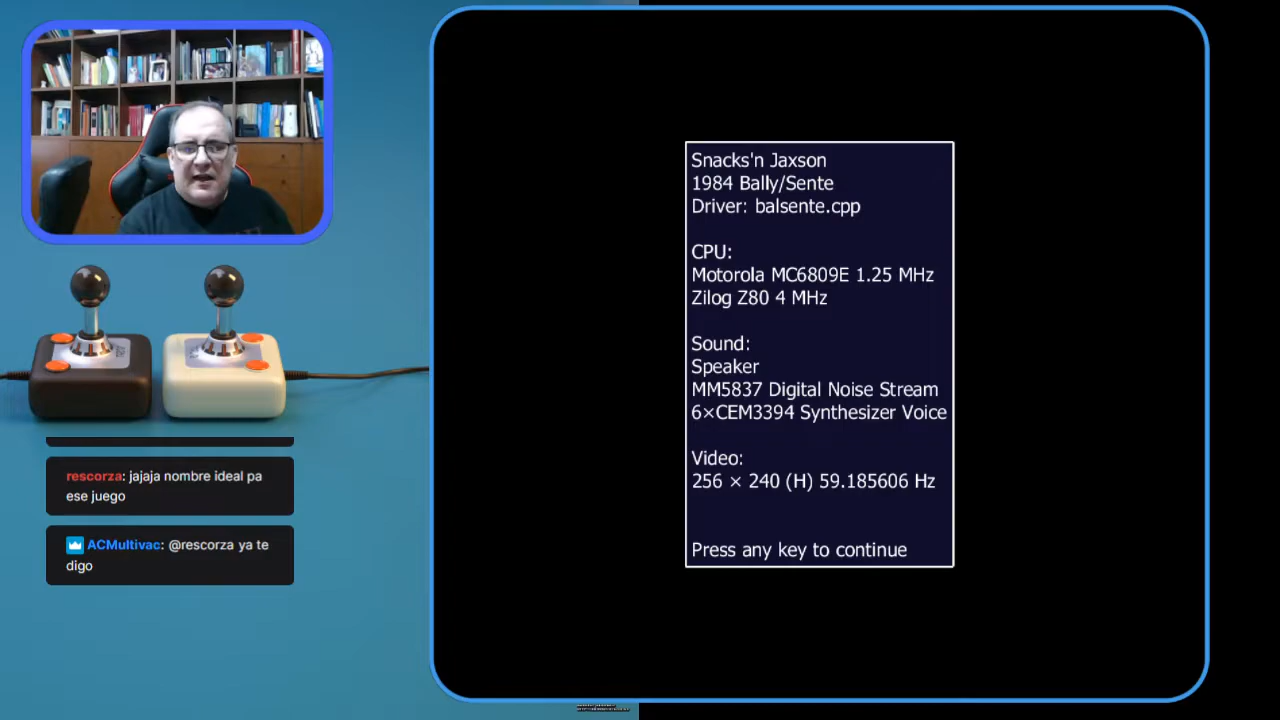 Snacks'n Jaxson
1984 Bally/Sente
Driver: balsente.cpp
CPU:
Motorola MC6809E 1.25 MHz
Zilog Z80 4 MHz
Sound:
Speaker
MM5837 Digital Noise Stream
6×CEM3394 Synthesizer Voice
Video:
256 × 240 (H) 59.185606 Hz
Press any key to continue
rescorza: jajaja nombre ideal pa
ese juego
ACMultivac: @rescorza ya te
digo